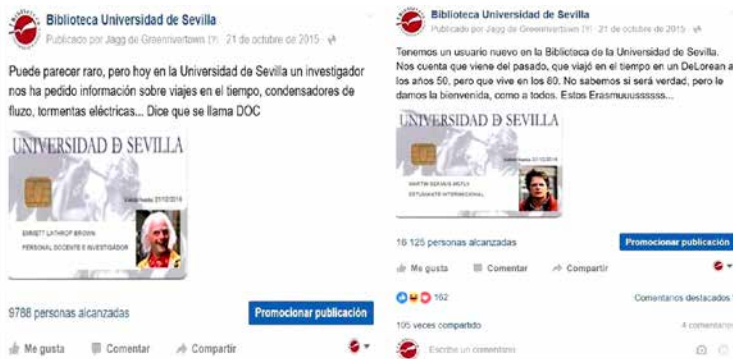 Biblioteca Universidad de Sevilla
Publicado por Jagg de Greenrivertown [?] · 21 de octubre de 2015 ·
Puede parecer raro, pero hoy en la Universidad de Sevilla un investigador
nos ha pedido información sobre viajes en el tiempo, condensadores de
fluzo, tormentas eléctricas... Dice que se llama DOC
UNIVERSIDAD Ð SEVILLA
21/10/2016
EMMETT LATHROP BROWN
PERSONAL DOCENTE E INVESTIGADOR
9788 personas alcanzadas
Promocionar publicación
Me gusta Comentar Compartir
Biblioteca Universidad de Sevilla
Publicado por Jagg de Greenrivertown [?] · 21 de octubre de 2015 ·
Tenemos un usuario nuevo en la Biblioteca de la Universidad de Sevilla.
Nos cuenta que viene del pasado, que viajó en el tiempo en un DeLorean a
los años 50, pero que vive en los 80. No sabemos si será verdad, pero le
damos la bienvenida, como a todos. Estos Erasmuuussssss...
UNIVERSIDAD Ð SEVILLA
ESTUDIANTE INTERNACIONAL
16 125 personas alcanzadas
Promocionar publicación
Me gusta Comentar Compartir
162
Comentarios destacados
105 veces compartido
4 comentarios
Escribe un comentario